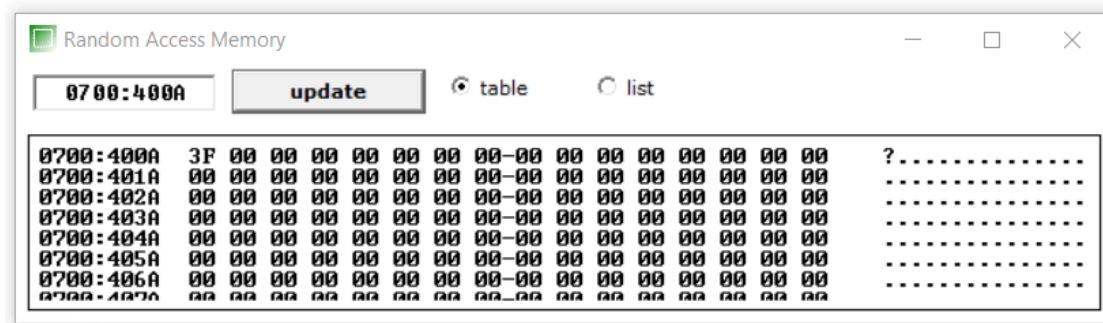 Random Access Memory
0700:400A update table list
0700:400A 3F 00 00 00 00 00 00 00-00 00 00 00 00 00 00 00 ?...............
0700:401A 00 00 00 00 00 00 00 00-00 00 00 00 00 00 00 00 ................
0700:402A 00 00 00 00 00 00 00 00-00 00 00 00 00 00 00 00 ................
0700:403A 00 00 00 00 00 00 00 00-00 00 00 00 00 00 00 00 ................
0700:404A 00 00 00 00 00 00 00 00-00 00 00 00 00 00 00 00 ................
0700:405A 00 00 00 00 00 00 00 00-00 00 00 00 00 00 00 00 ................
0700:406A 00 00 00 00 00 00 00 00-00 00 00 00 00 00 00 00 ................